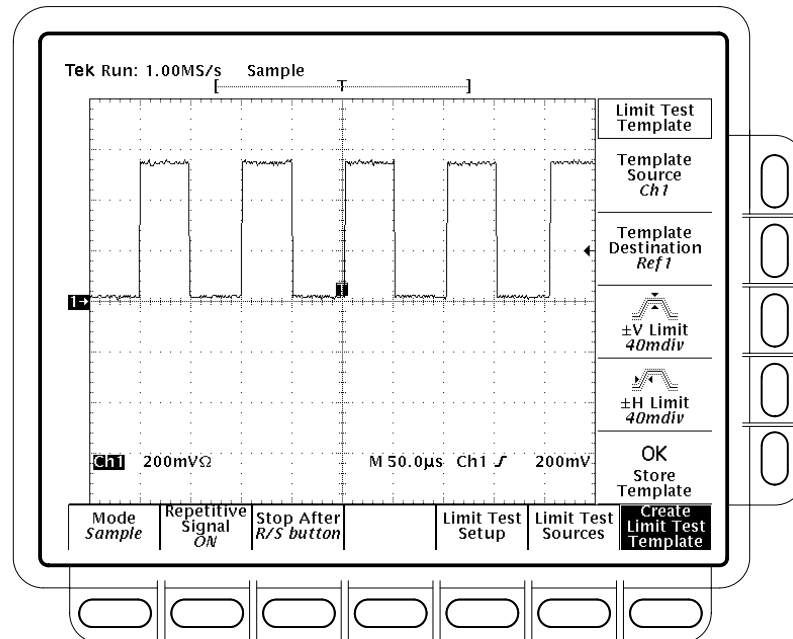 Tek Run: 1.00MS/s Sample
[ T ]
Limit Test
Template
Template
Source
Ch1
Template
Destination
Ref1
±V Limit
40mdiv
±H Limit
40mdiv
OK
Store
Template
T
1→
Ch1 200mVΩ M 50.0µs Ch1 200mV
Mode
Sample
Repetitive
Signal
ON
Stop After
R/S button
Limit Test
Setup
Limit Test
Sources
Create
Limit Test
Template